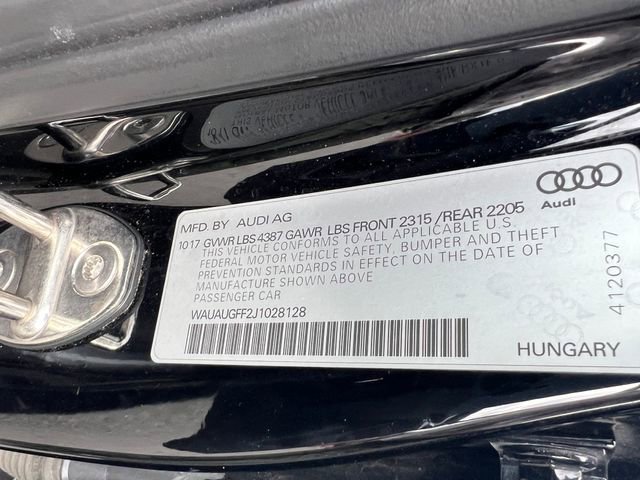 MFD. BY AUDI AG
10 17 GVWR LBS 4387 GAWR LBS FRONT 2315 / REAR 2205
THIS VEHICLE CONFORMS TO ALL APPLICABLE U.S.
FEDERAL MOTOR VEHICLE SAFETY, BUMPER AND THEFT
PREVENTION STANDARDS IN EFFECT ON THE DATE OF
MANUFACTURE SHOWN ABOVE
PASSENGER CAR
WAUAUGFF2J1028128
Audi
4120377
HUNGARY